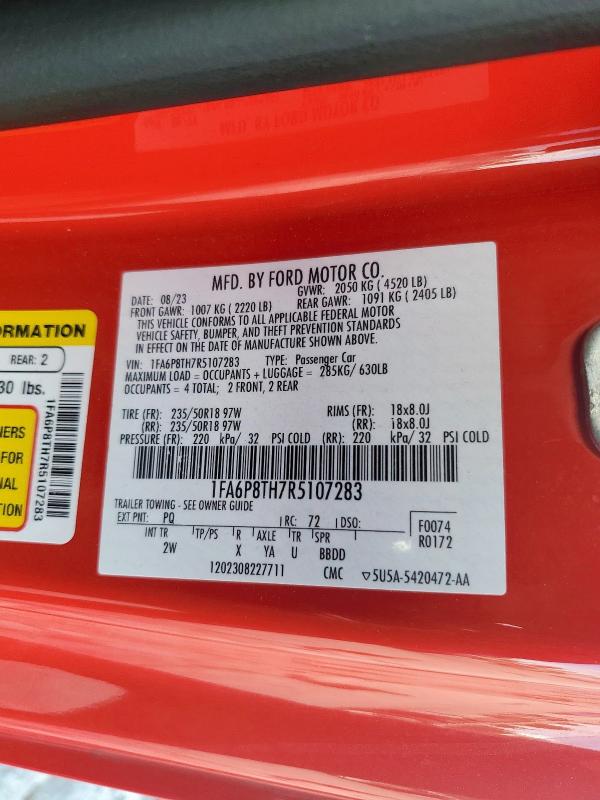 MFD. BY FORD MOTOR CO.
DATE: 08/23 GVWR: 2050 KG ( 4520 LB)
FRONT GAWR: 1007 KG ( 2220 LB) REAR GAWR: 1091 KG ( 2405 LB)
THIS VEHICLE CONFORMS TO ALL APPLICABLE FEDERAL MOTOR
VEHICLE SAFETY, BUMPER, AND THEFT PREVENTION STANDARDS
IN EFFECT ON THE DATE OF MANUFACTURE SHOWN ABOVE.
VIN: 1FA6P8TH7R5107283 TYPE: Passenger Car
MAXIMUM LOAD = OCCUPANTS + LUGGAGE = 285KG/ 630LB
OCCUPANTS = 4 TOTAL; 2 FRONT, 2 REAR
TIRE (FR): 235/50R18 97W RIMS (FR): 18x8.0J
(RR): 235/50R18 97W (RR): 18x8.0J
PRESSURE (FR): 220 kPa/ 32 PSI COLD (RR): 220 kPa/ 32 PSI COLD
1FA6P8TH7R5107283
TRAILER TOWING - SEE OWNER GUIDE
EXT PNT: PQ RC: 72 DSO: F0074
INT TR TP/PS R AXLE TR SPR R0172
2W X YA U BBDD
1202308227711 CMC ▽5U5A-5420472-AA
ORMATION
REAR: 2
30 lbs.
NERS
FOR
NAL
TION
1FA6P8TH7R5107283